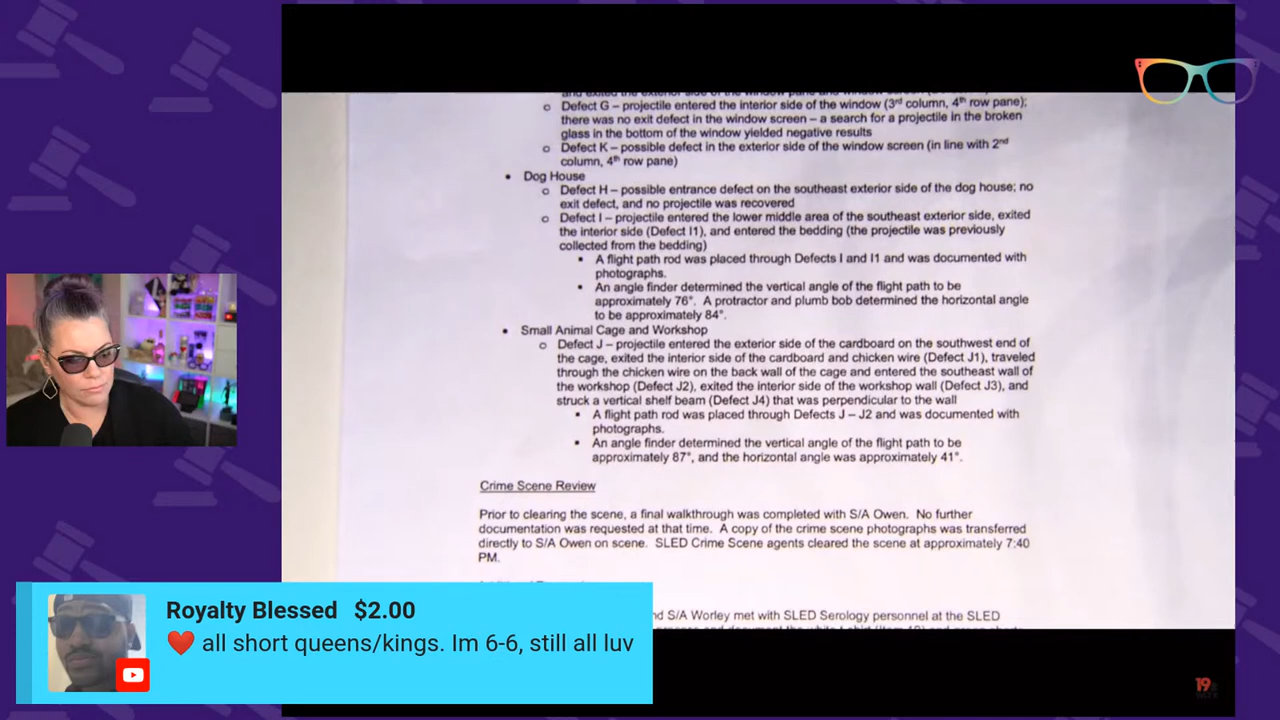 and exited the exterior side of the window pane and window screen
o Defect G – projectile entered the interior side of the window (3rd column, 4th row pane);
there was no exit defect in the window screen – a search for a projectile in the broken
glass in the bottom of the window yielded negative results
o Defect K – possible defect in the exterior side of the window screen (in line with 2nd
column, 4th row pane)
• Dog House
o Defect H – possible entrance defect on the southeast exterior side of the dog house; no
exit defect, and no projectile was recovered
o Defect I – projectile entered the lower middle area of the southeast exterior side, exited
the interior side (Defect I1), and entered the bedding (the projectile was previously
collected from the bedding)
▪ A flight path rod was placed through Defects I and I1 and was documented with
photographs.
▪ An angle finder determined the vertical angle of the flight path to be
approximately 76°. A protractor and plumb bob determined the horizontal angle
to be approximately 84°.
• Small Animal Cage and Workshop
o Defect J – projectile entered the exterior side of the cardboard on the southwest end of
the cage, exited the interior side of the cardboard and chicken wire (Defect J1), traveled
through the chicken wire on the back wall of the cage and entered the southeast wall of
the workshop (Defect J2), exited the interior side of the workshop wall (Defect J3), and
struck a vertical shelf beam (Defect J4) that was perpendicular to the wall
▪ A flight path rod was placed through Defects J – J2 and was documented with
photographs.
▪ An angle finder determined the vertical angle of the flight path to be
approximately 87°, and the horizontal angle was approximately 41°.
Crime Scene Review
Prior to clearing the scene, a final walkthrough was completed with S/A Owen. No further
documentation was requested at that time. A copy of the crime scene photographs was transferred
directly to S/A Owen on scene. SLED Crime Scene agents cleared the scene at approximately 7:40
PM.
nd S/A Worley met with SLED Serology personnel at the SLED
Royalty Blessed $2.00
❤️ all short queens/kings. Im 6-6, still all luv
19